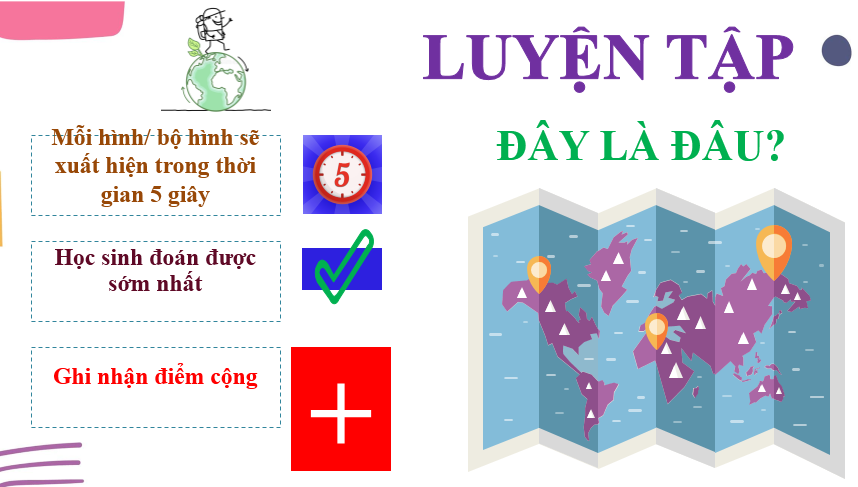 LUYỆN TẬP
ĐÂY LÀ ĐÂU?
Mỗi hình/ bộ hình sẽ
xuất hiện trong thời
gian 5 giây
5
Học sinh đoán được
sớm nhất
Ghi nhận điểm cộng